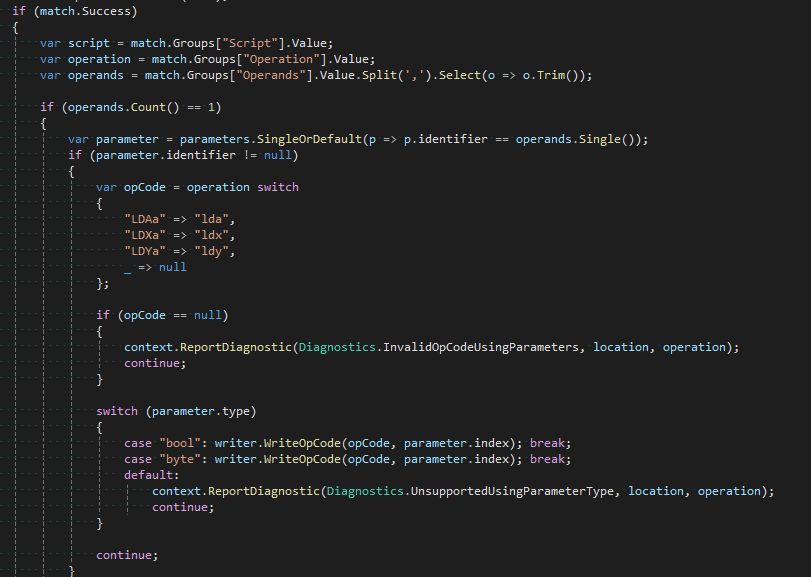 if (match.Success)
{
var script = match.Groups["Script"].Value;
var operation = match.Groups["Operation"].Value;
var operands = match.Groups["Operands"].Value.Split(',').Select(o => o.Trim());
if (operands.Count() == 1)
{
var parameter = parameters.SingleOrDefault(p => p.identifier == operands.Single());
if (parameter.identifier != null)
{
var opCode = operation switch
{
"LDAa" => "lda",
"LDXa" => "ldx",
"LDYa" => "ldy",
_ => null
};
if (opCode == null)
{
context.ReportDiagnostic(Diagnostics.InvalidOpCodeUsingParameters, location, operation);
continue;
}
switch (parameter.type)
{
case "bool": writer.WriteOpCode(opCode, parameter.index); break;
case "byte": writer.WriteOpCode(opCode, parameter.index); break;
default:
context.ReportDiagnostic(Diagnostics.UnsupportedUsingParameterType, location, operation);
continue;
}
continue;
}